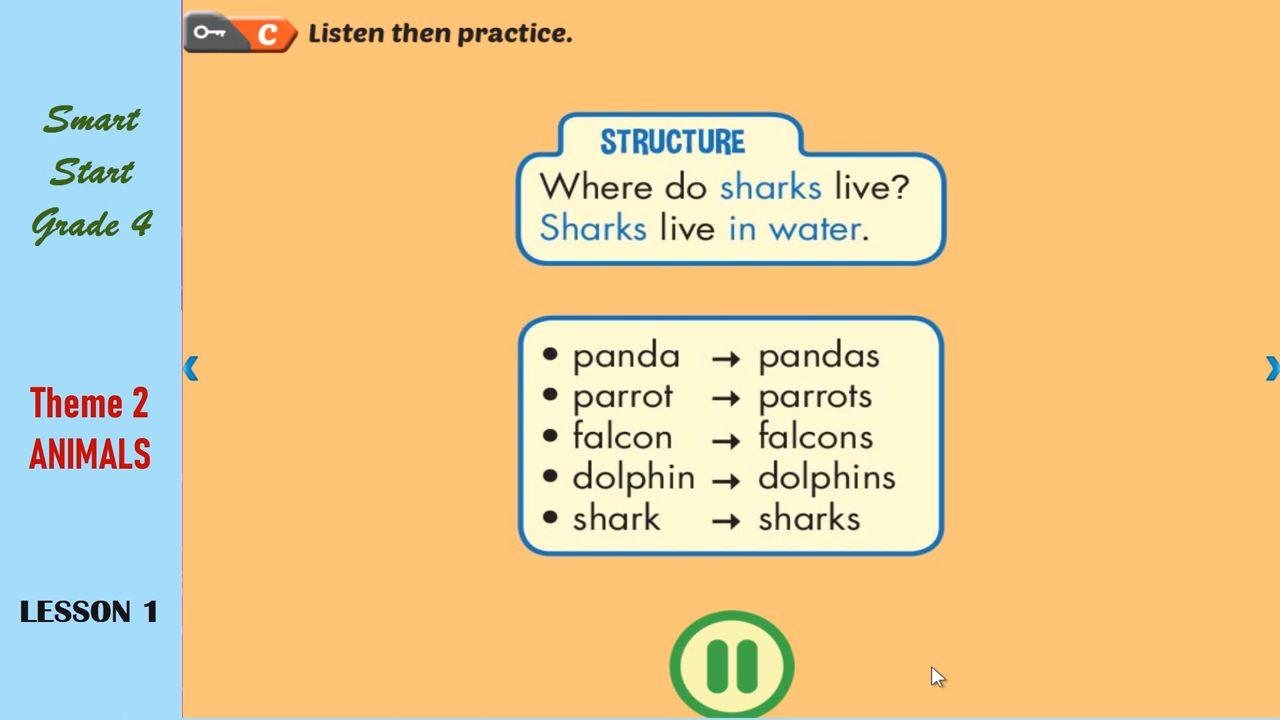 Smart
Start
Grade 4
Theme 2
ANIMALS
LESSON 1
C Listen then practice.
STRUCTURE
Where do sharks live?
Sharks live in water.
• panda → pandas
• parrot → parrots
• falcon → falcons
• dolphin → dolphins
• shark → sharks